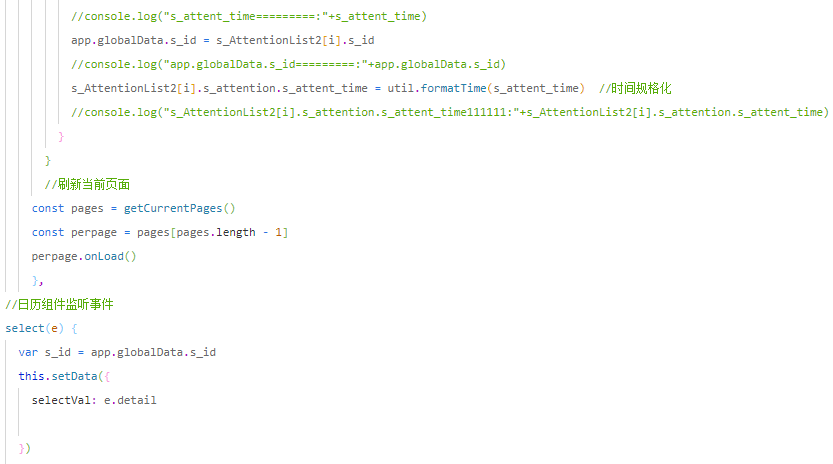 //console.log("s_attent_time=========:"+s_attent_time)
app.globalData.s_id = s_AttentionList2[i].s_id
//console.log("app.globalData.s_id=========:"+app.globalData.s_id)
s_AttentionList2[i].s_attention.s_attent_time = util.formatTime(s_attent_time)  //时间规格化
//console.log("s_AttentionList2[i].s_attention.s_attent_time111111:"+s_AttentionList2[i].s_attention.s_attent_time)
}
}
//刷新当前页面
const pages = getCurrentPages()
const perpage = pages[pages.length - 1]
perpage.onLoad()
},
//日历组件监听事件
select(e) {
var s_id = app.globalData.s_id
this.setData({
selectVal: e.detail
})